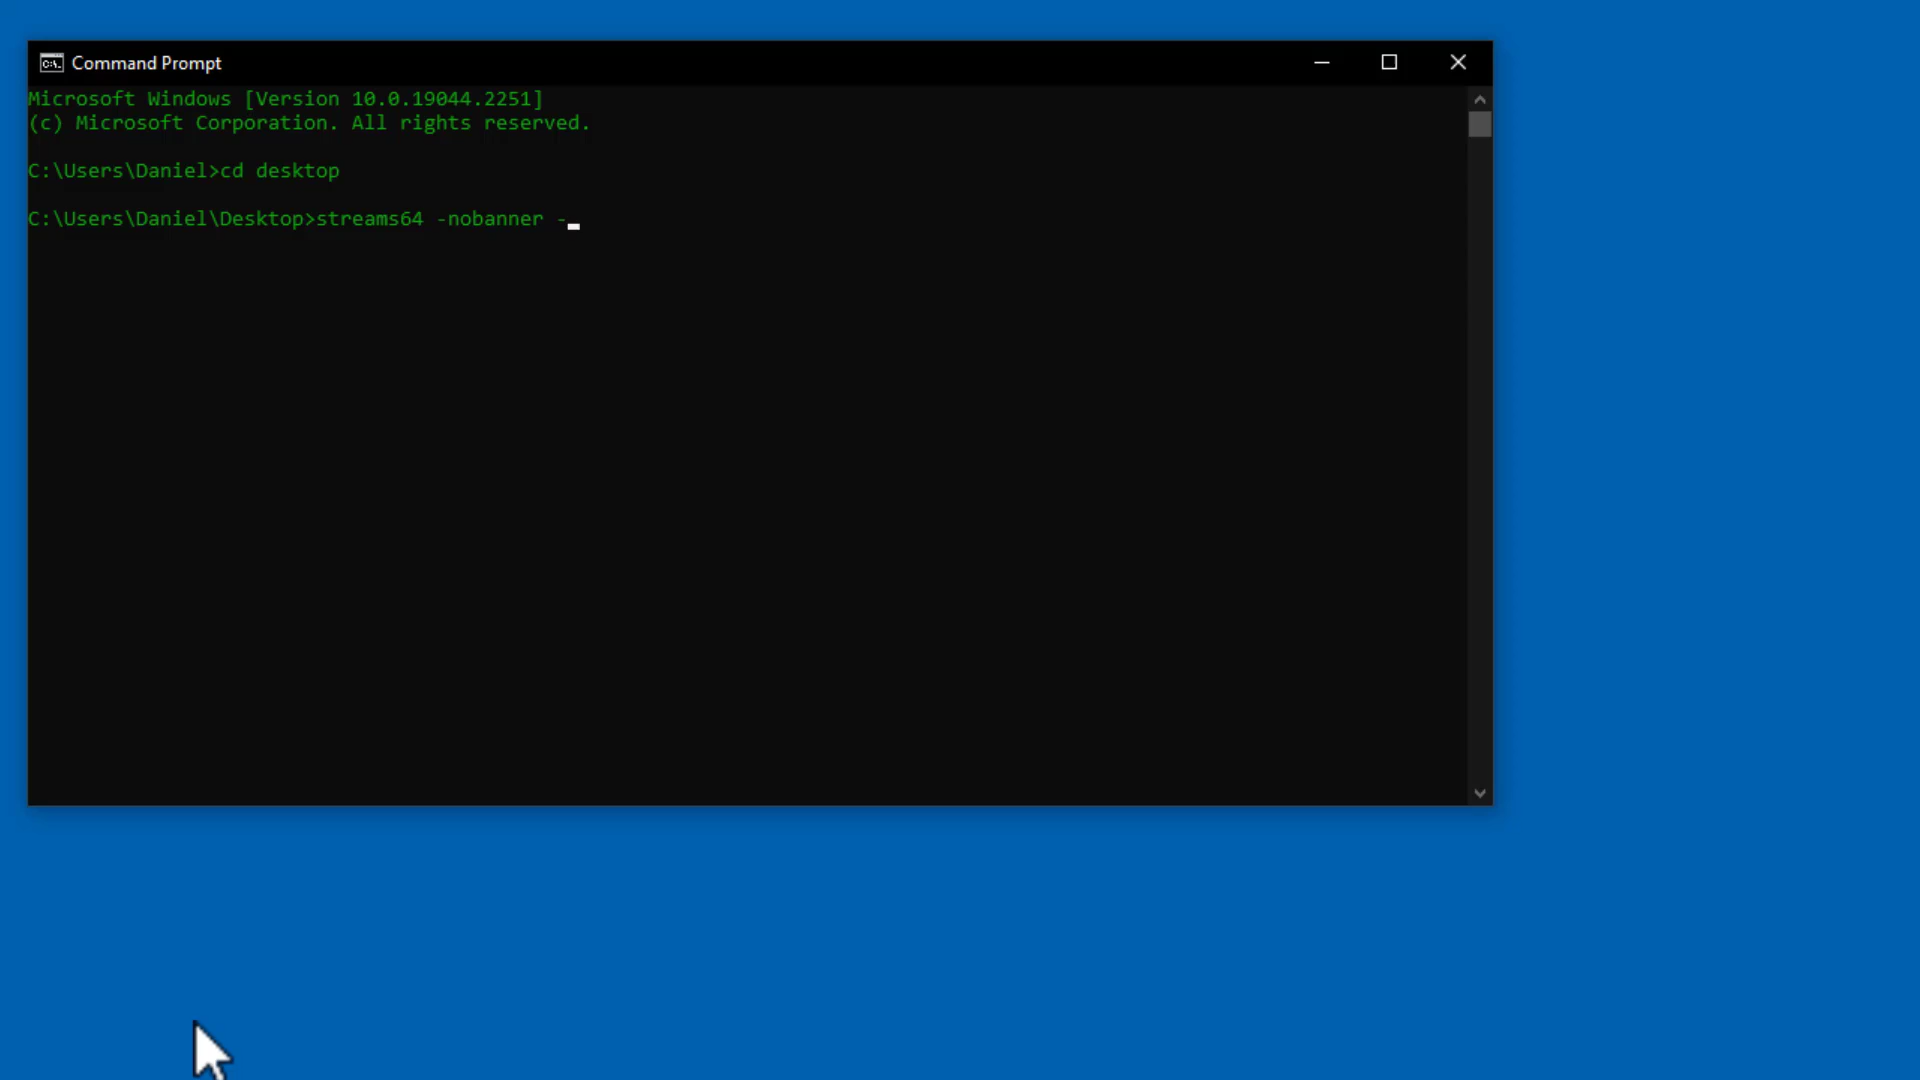 Command Prompt
Microsoft Windows [Version 10.0.19044.2251]
(c) Microsoft Corporation. All rights reserved.
C:\Users\Daniel>cd desktop
C:\Users\Daniel\Desktop>streams64 -nobanner -